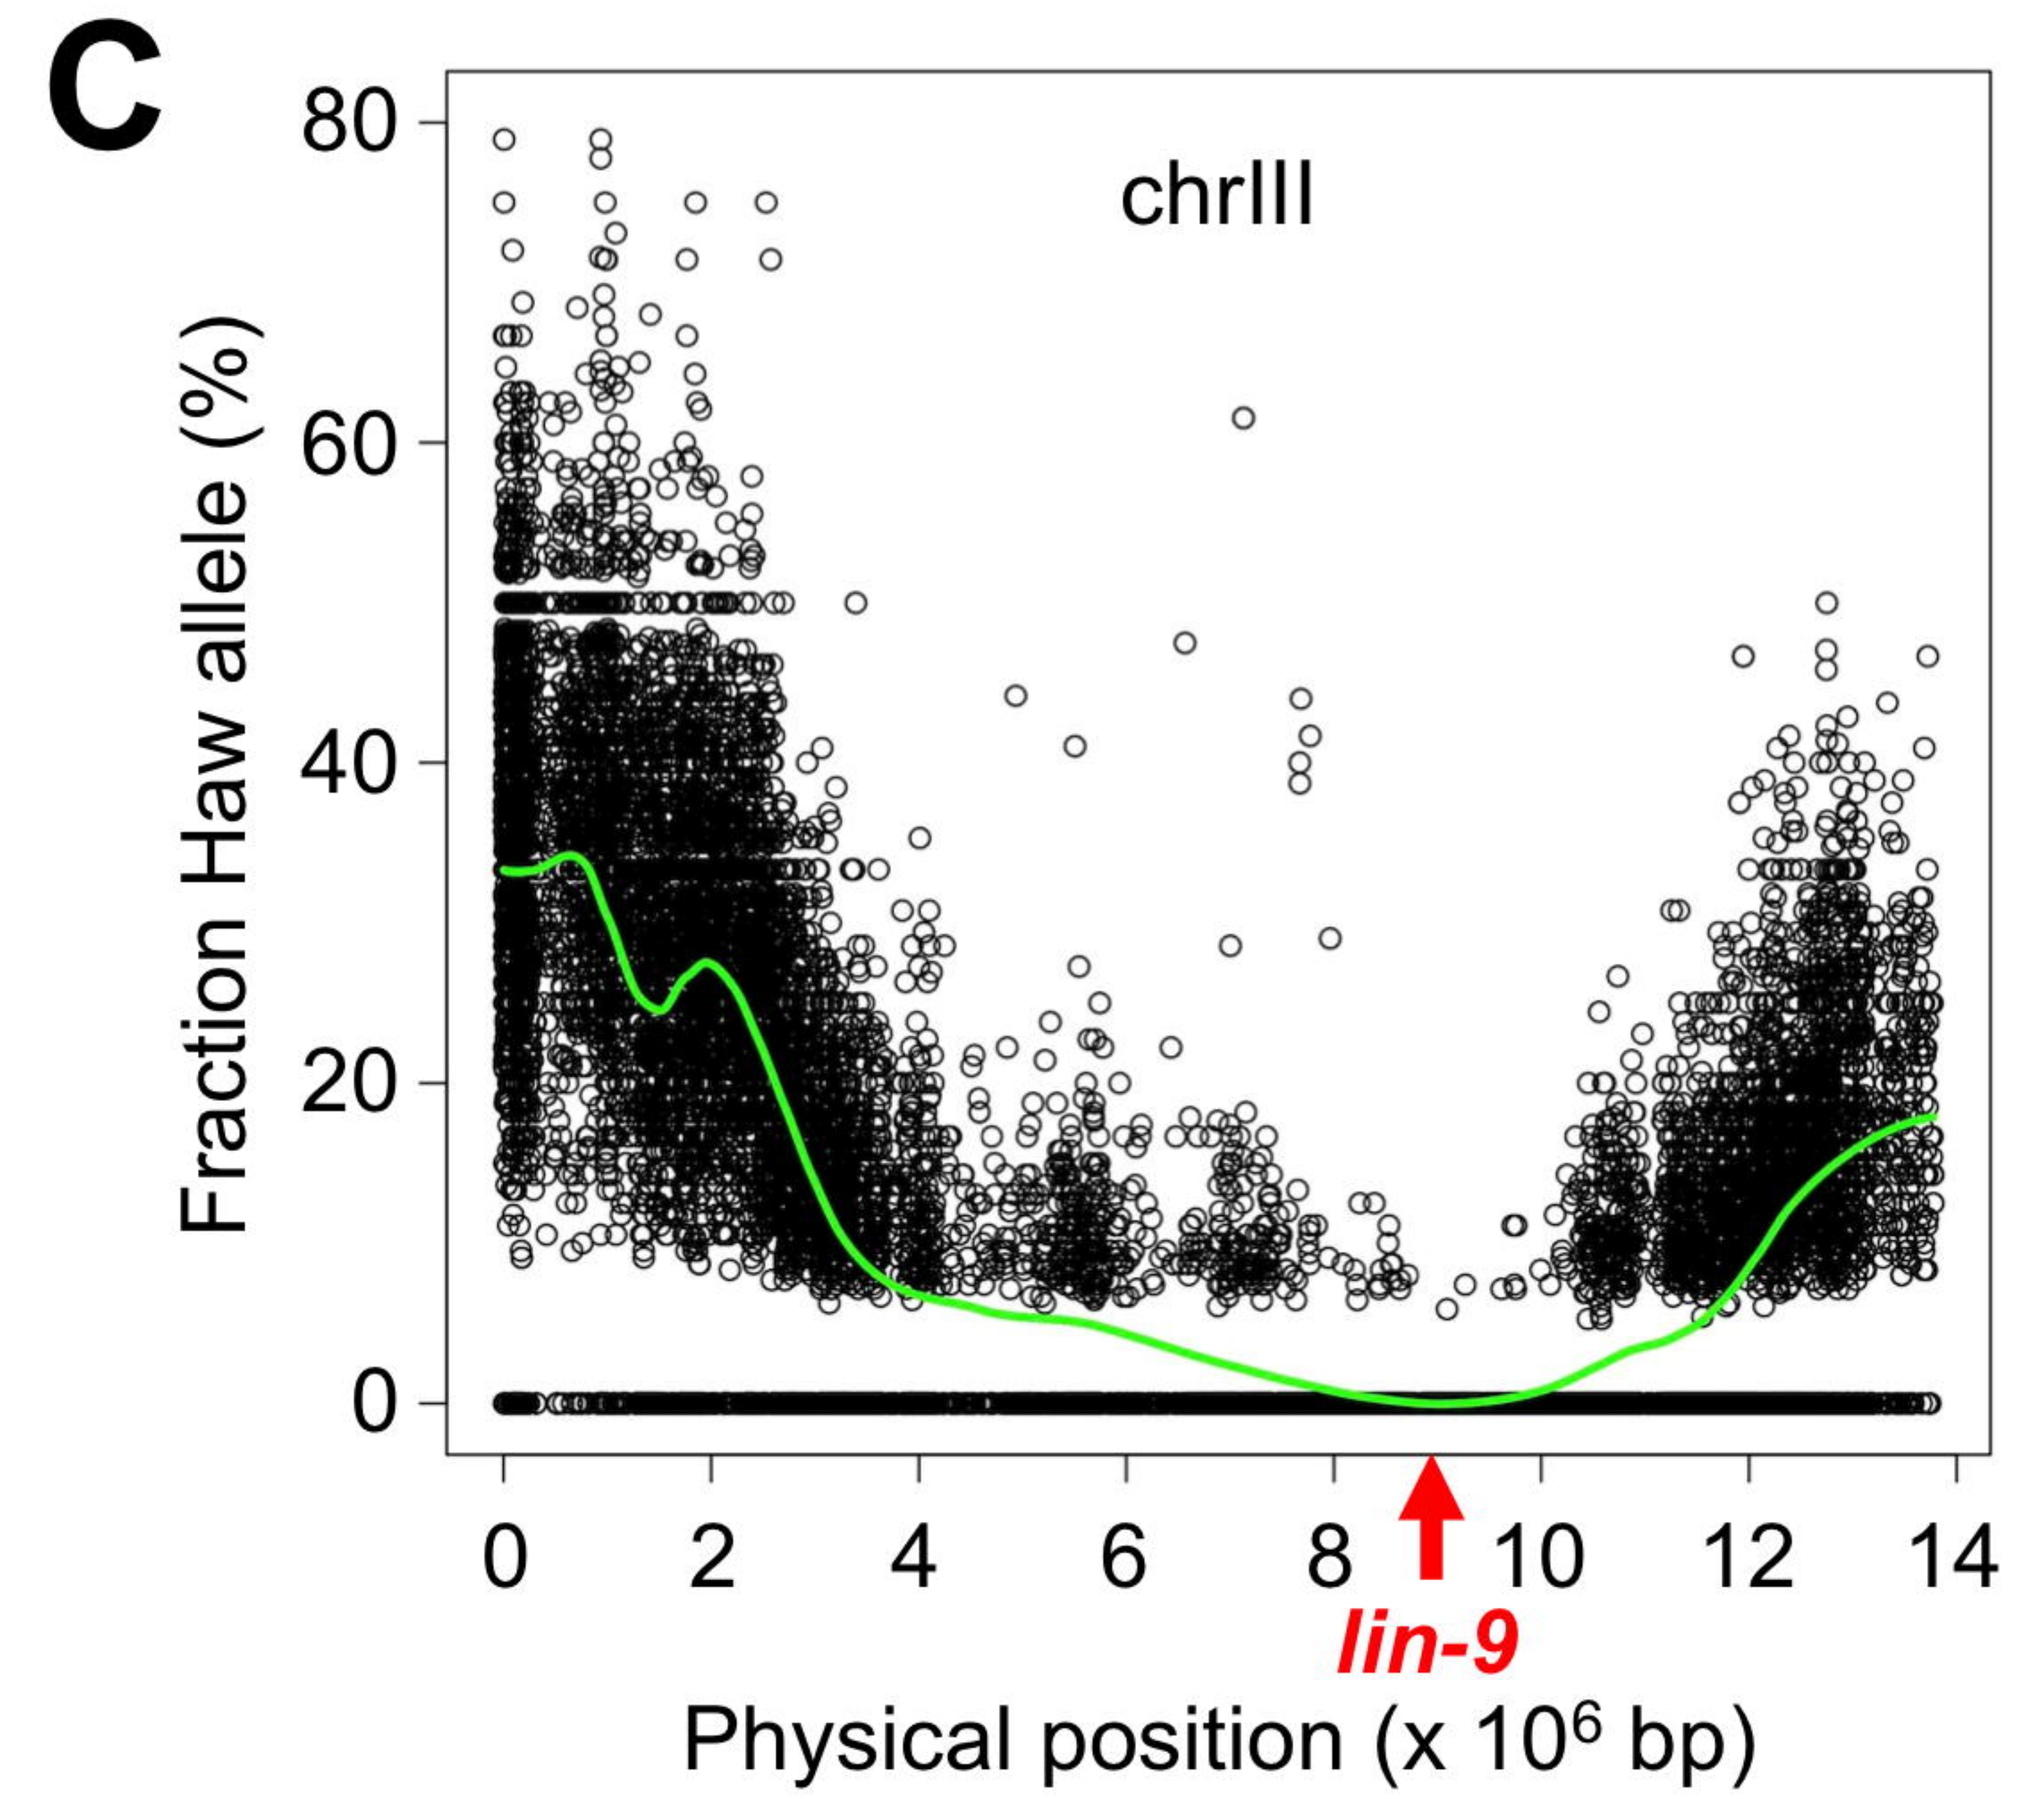 C
chrIII
Fraction Haw allele (%)
80
60
40
20
0
0 2 4 6 8 10 12 14
lin-9
Physical position (x 10⁶ bp)